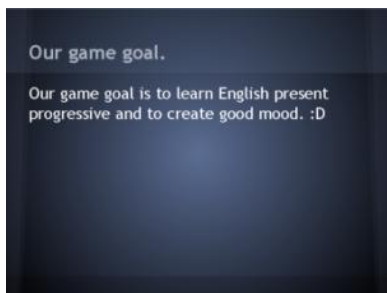 Our game goal.
Our game goal is to learn English present
progressive and to create good mood. :D